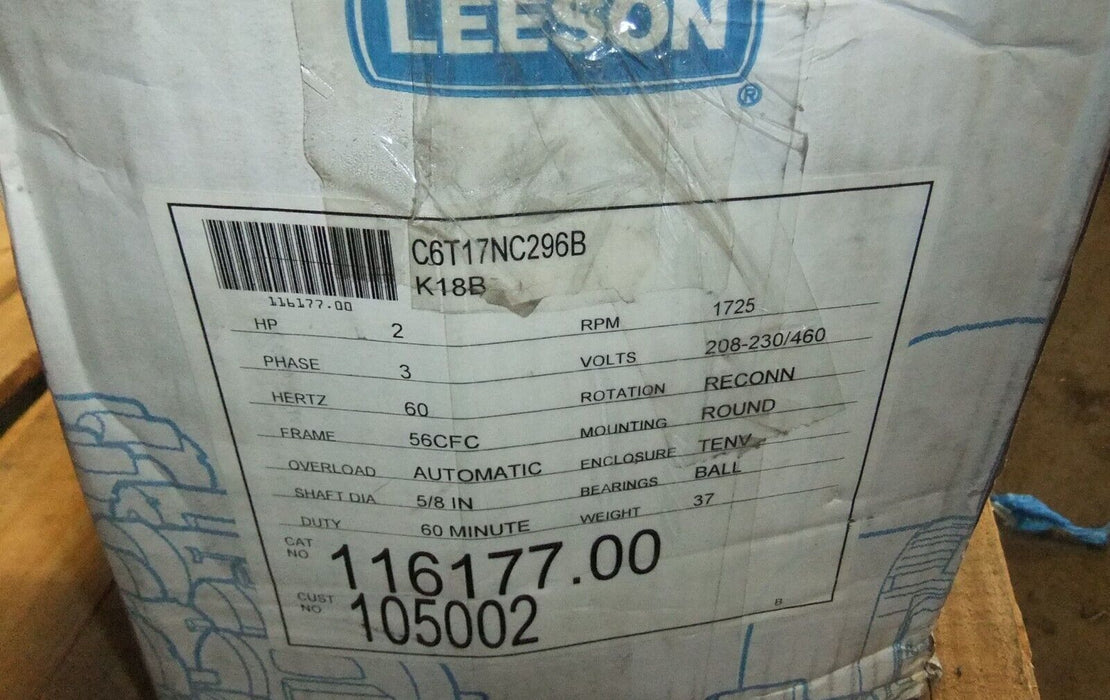 LEESON
®
C6T17NC296B
K18B
116177.00
HP 2 RPM 1725
PHASE 3 VOLTS 208-230/460
HERTZ 60 ROTATION RECONN
FRAME 56CFC MOUNTING ROUND
OVERLOAD AUTOMATIC ENCLOSURE TENV
SHAFT DIA 5/8 IN BEARINGS BALL
DUTY 60 MINUTE WEIGHT 37
CAT
NO 116177.00
CUST
NO 105002
B